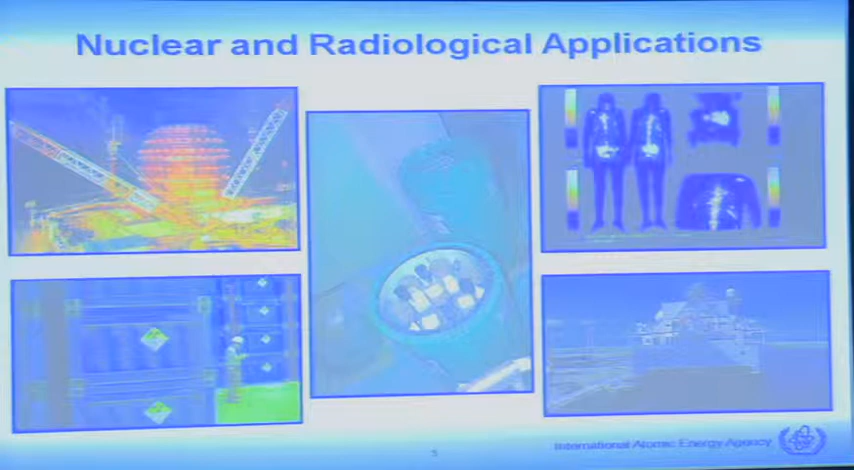 Nuclear and Radiological Applications
International Atomic Energy Agency